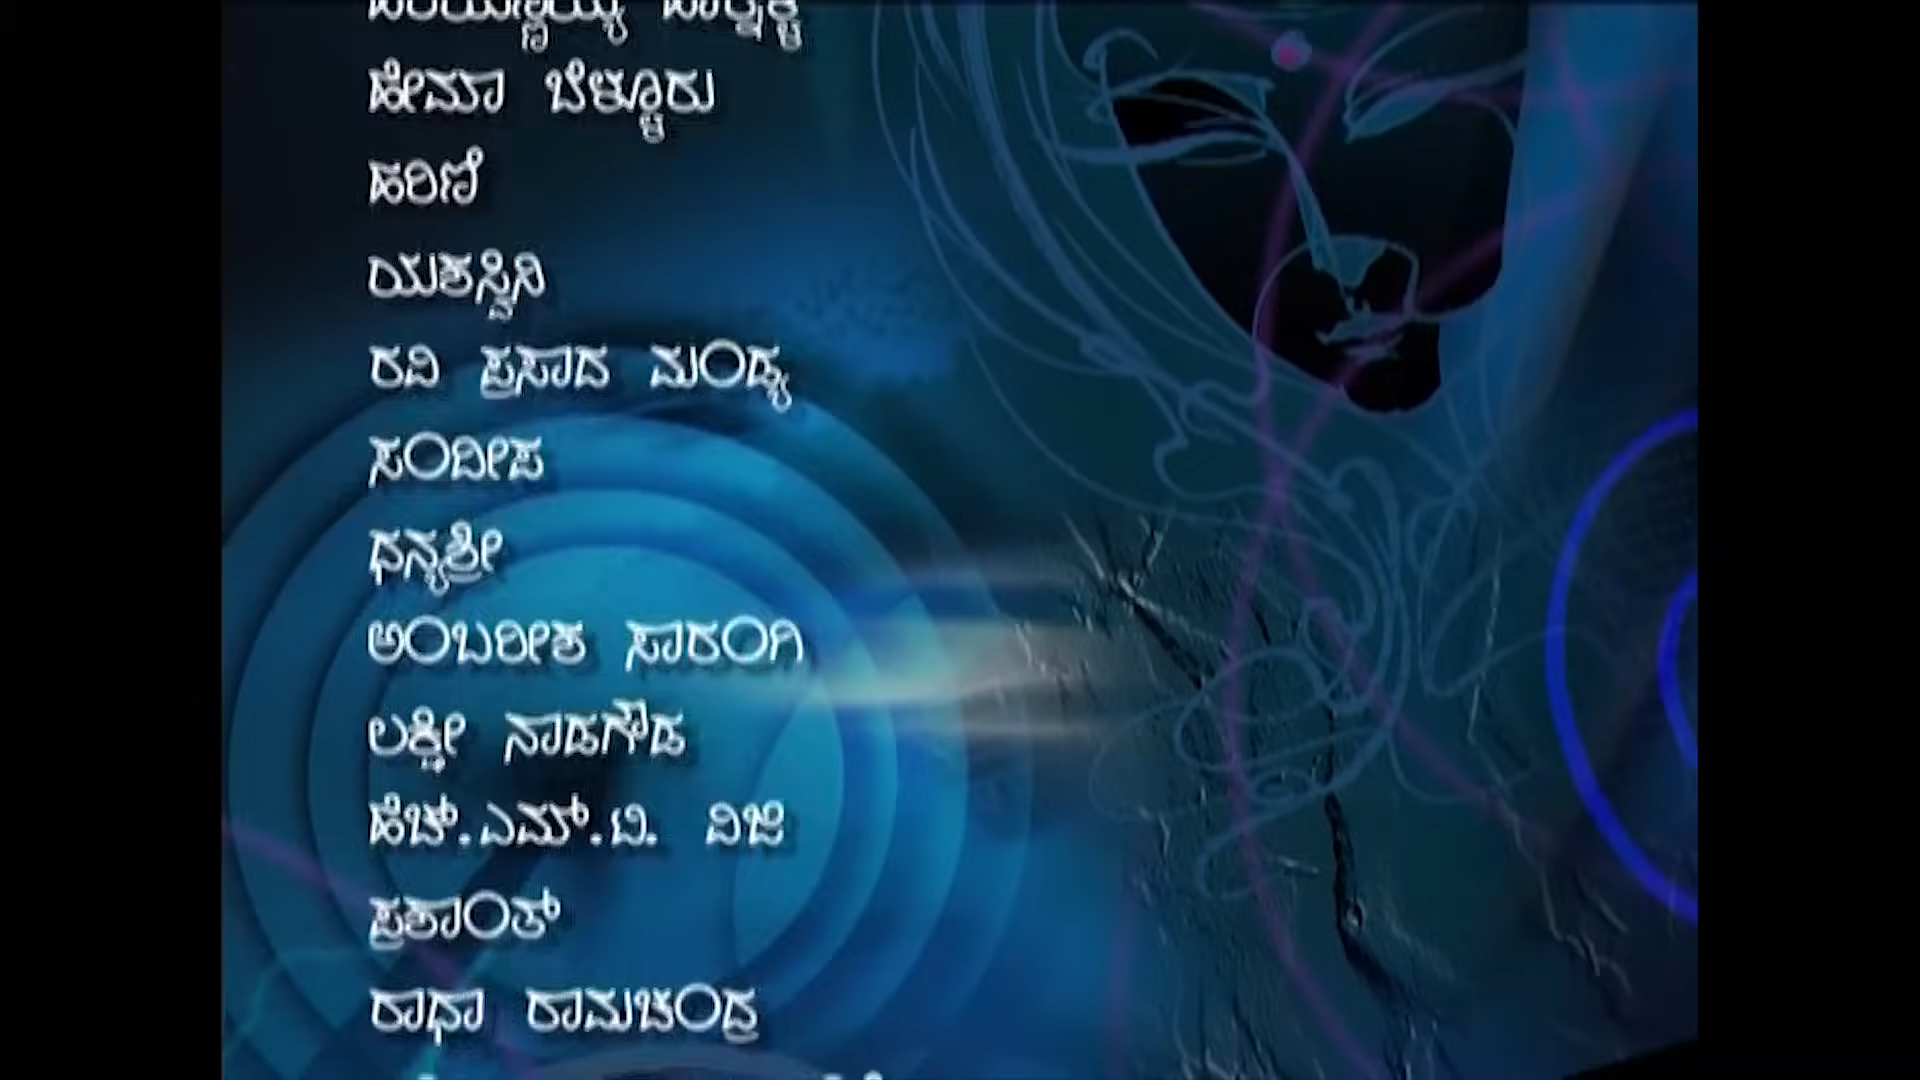 ಹೇಮಾ ಬೆಳ್ಳೂರು
ಹರಿಣಿ
ಯಶಸ್ವಿನಿ
ರವಿ ಪ್ರಸಾದ ಮಂಡ್ಯ
ಸಂದೀಪ
ಧನ್ಯಶ್ರೀ
ಅಂಬರೀಶ ಸಾರಂಗಿ
ಲಕ್ಷ್ಮೀ ನಾಡಗೌಡ
ಹೆಚ್.ಎಮ್.ಟಿ. ವಿಜಿ
ಪ್ರಶಾಂತ್
ರಾಧಾ ರಾಮಚಂದ್ರ